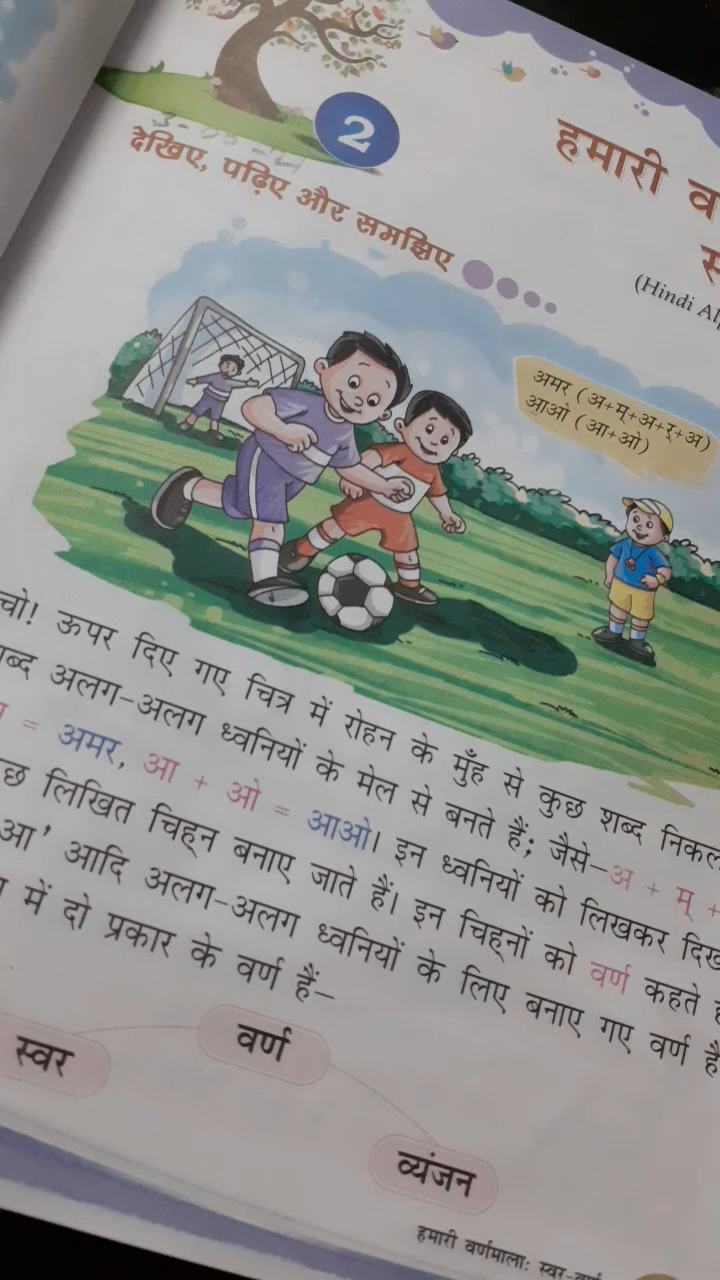 2
हमारी व
(Hindi Al
देखिए, पढ़िए और समझिए
अमर (अ+म्+अ+र्+अ)
आओ (आ+ओ)
ऊपर दिए गए चित्र में रोहन के मुँह से कुछ शब्द
अलग-अलग ध्वनियों के मेल से बनते हैं; जैसे-अ + म् +
= अमर, आ + ओ = आओ। इन ध्वनियों को लिखकर
लिखित चिह्न बनाए जाते हैं। इन चिह्नों को वर्ण कहते
आ' आदि अलग-अलग ध्वनियों के लिए बनाए गए वर्ण
में दो प्रकार के वर्ण हैं-
वर्ण
स्वर
व्यंजन
हमारी वर्णमाला: स्वर